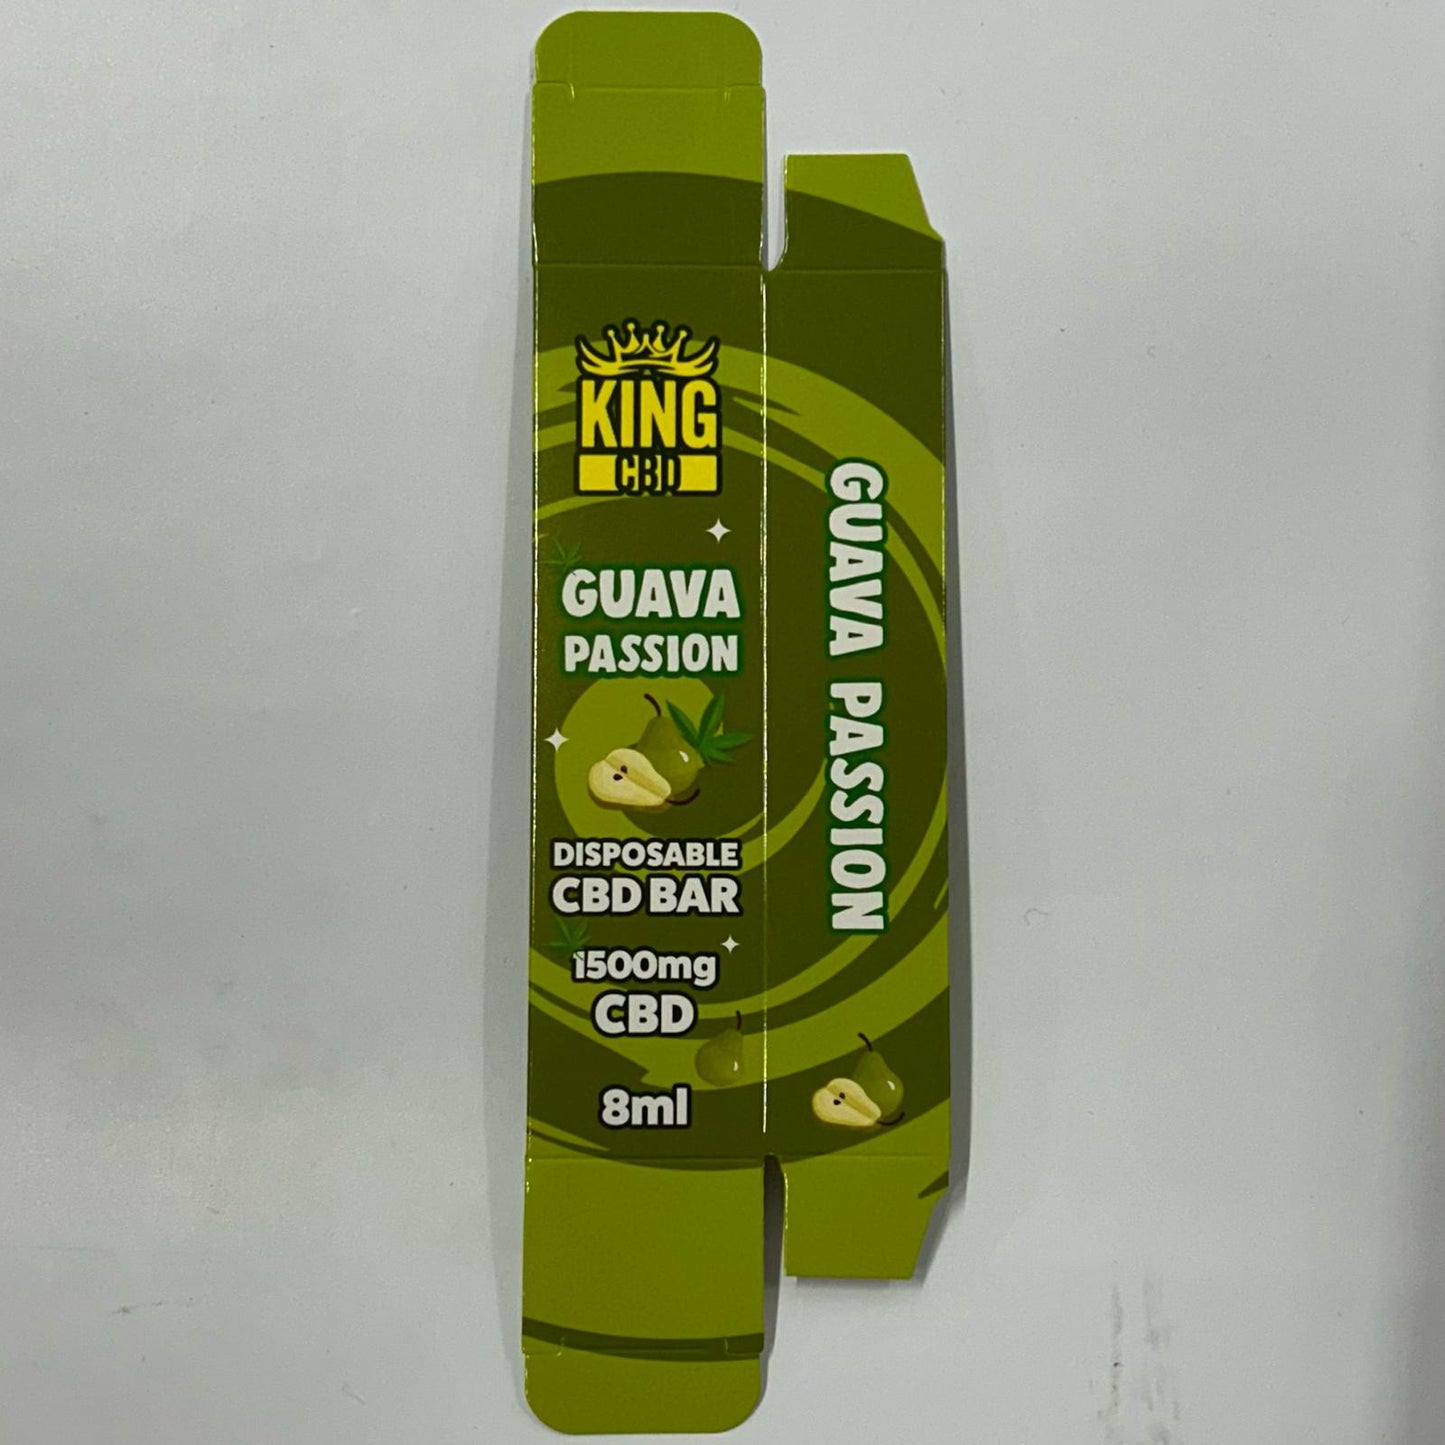 KING
CBD
GUAVA
PASSION
DISPOSABLE
CBD BAR
1500mg
CBD
8ml
GUAVA PASSION